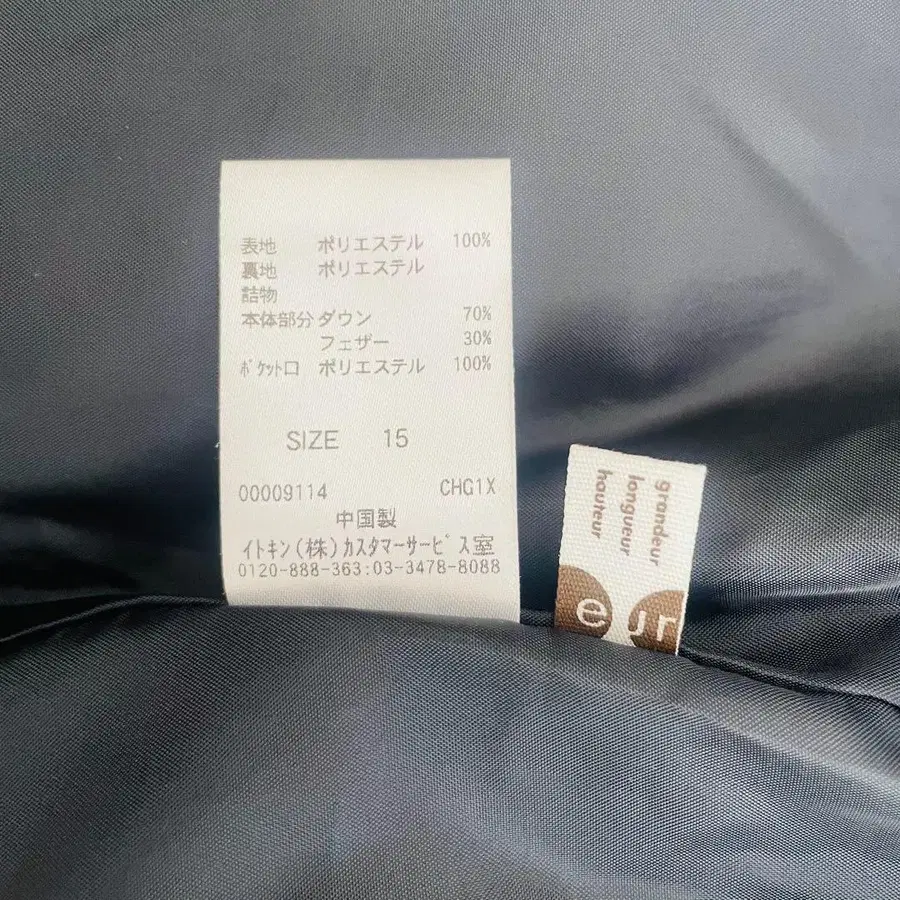 表地 ポリエステル 100%
裏地 ポリエステル
詰物
本体部分 ダウン 70%
フェザー 30%
ポケット口 ポリエステル 100%
SIZE 15
00009114 CHG1X
中国製
イトキン(株)カスタマーサービス室
0120-888-363:03-3478-8088
grandeur
longueur
hauteur
eur